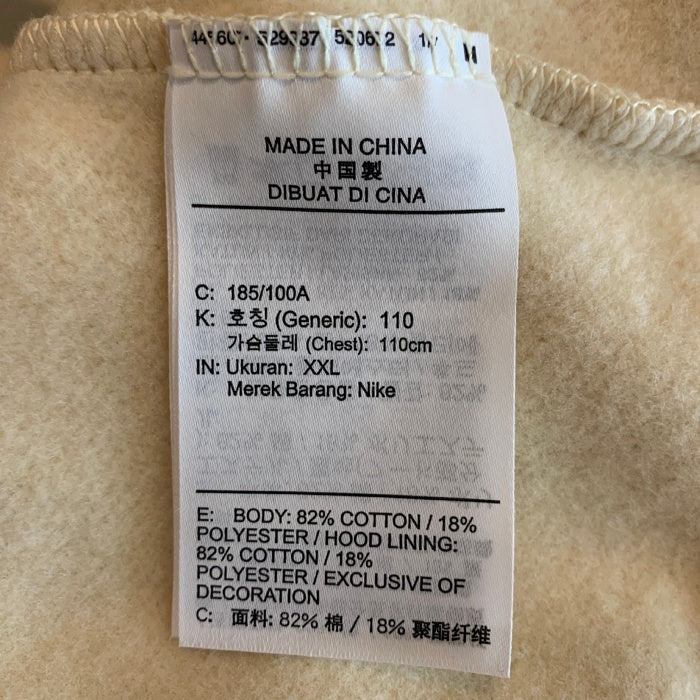 MADE IN CHINA
中国製
DIBUAT DI CINA
C: 185/100A
K: 호칭 (Generic): 110
가슴둘레 (Chest): 110cm
IN: Ukuran: XXL
Merek Barang: Nike
E: BODY: 82% COTTON / 18%
POLYESTER / HOOD LINING:
82% COTTON / 18%
POLYESTER / EXCLUSIVE OF
DECORATION
C: 面料: 82% 棉 / 18% 聚酯纤维